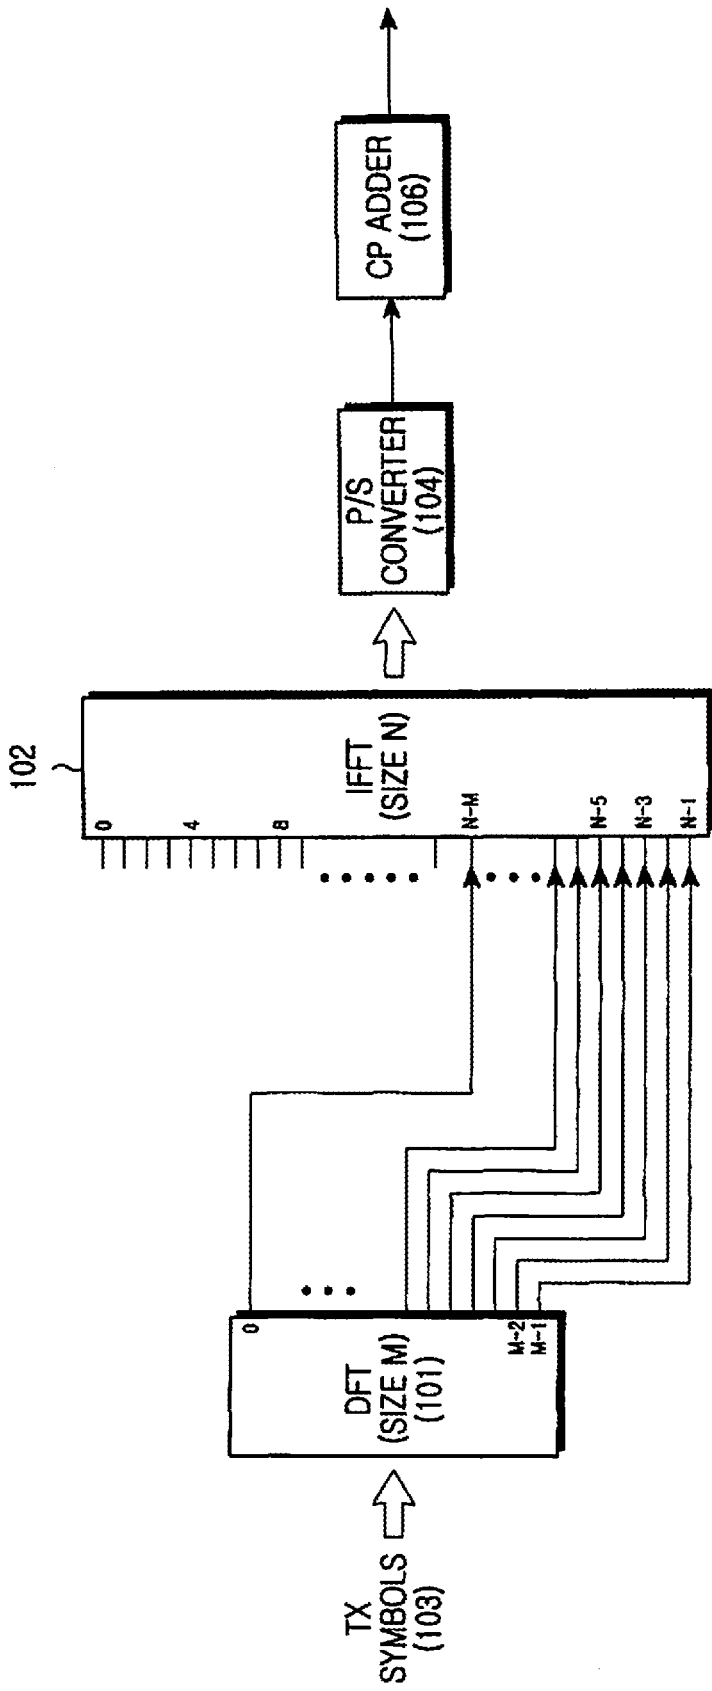 TX
SYMBOLS
(103)
DFT
(SIZE M)
(101)
0
M-2
M-1
102
IFFT
(SIZE N)
0
4
8
N-M
N-5
N-3
N-1
P/S
CONVERTER
(104)
CP ADDER
(106)